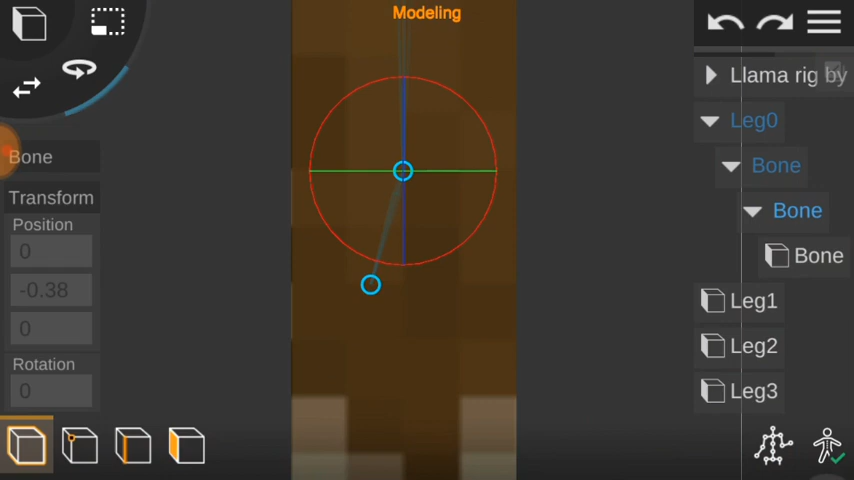 Modeling
Bone
Transform
Position
0
-0.38
0
Rotation
0
Llama rig by
Leg0
Bone
Bone
Bone
Leg1
Leg2
Leg3